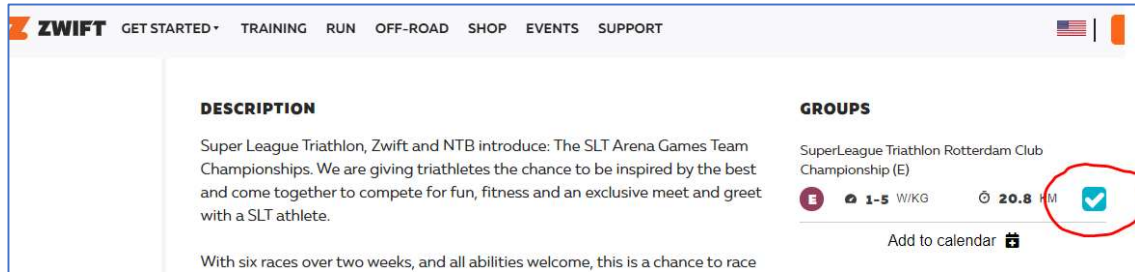 ZWIFT GET STARTED TRAINING RUN OFF-ROAD SHOP EVENTS SUPPORT
DESCRIPTION
Super League Triathlon, Zwift and NTB introduce: The SLT Arena Games Team
Championships. We are giving triathletes the chance to be inspired by the best
and come together to compete for fun, fitness and an exclusive meet and greet
with a SLT athlete.
With six races over two weeks, and all abilities welcome, this is a chance to race
GROUPS
SuperLeague Triathlon Rotterdam Club
Championship (E)
E 1-5 W/KG 20.8 KM
Add to calendar